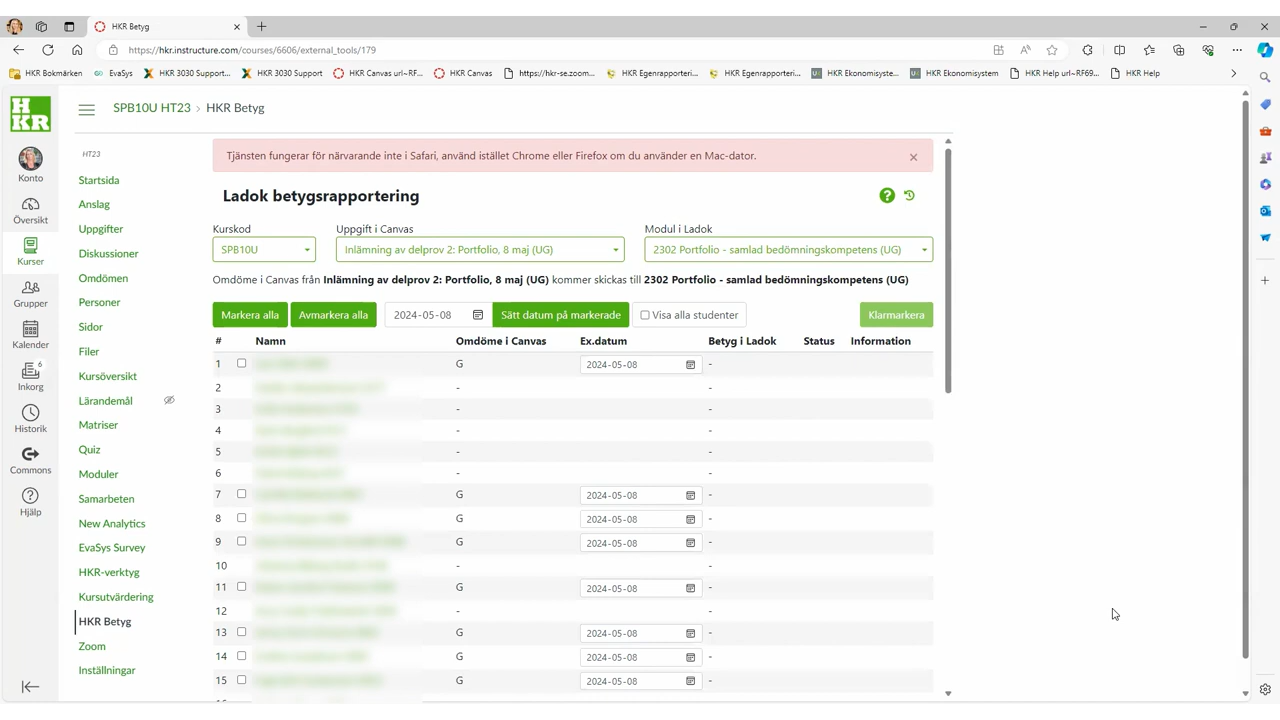 HKR Betyg
https://hkr.instructure.com/courses/6606/external_tools/179
HKR Bokmärken EvaSys HKR 3030 Support... HKR 3030 Support HKR Canvas url~RF... HKR Canvas https://hkr-se.zoom... HKR Egenrapporteri... HKR Egenrapporteri... HKR Ekonomisyste... HKR Ekonomisystem HKR Help url~RF69... HKR Help
HKR
SPB10U HT23 › HKR Betyg
Konto
Översikt
Kurser
Grupper
Kalender
6
Inkorg
Historik
Commons
Hjälp
HT23
Startsida
Anslag
Uppgifter
Diskussioner
Omdömen
Personer
Sidor
Filer
Kursöversikt
Lärandemål
Matriser
Quiz
Moduler
Samarbeten
New Analytics
EvaSys Survey
HKR-verktyg
Kursutvärdering
HKR Betyg
Zoom
Inställningar
Tjänsten fungerar för närvarande inte i Safari, använd istället Chrome eller Firefox om du använder en Mac-dator.
Ladok betygsrapportering
Kurskod Uppgift i Canvas Modul i Ladok
SPB10U Inlämning av delprov 2: Portfolio, 8 maj (UG) 2302 Portfolio - samlad bedömningskompetens (UG)
Omdöme i Canvas från Inlämning av delprov 2: Portfolio, 8 maj (UG) kommer skickas till 2302 Portfolio - samlad bedömningskompetens (UG)
Markera alla Avmarkera alla 2024-05-08 Sätt datum på markerade Visa alla studenter Klarmarkera
# Namn Omdöme i Canvas Ex.datum Betyg i Ladok Status Information
1 G 2024-05-08 -
2 - -
3 - -
4 - -
5 - -
6 - -
7 G 2024-05-08 -
8 G 2024-05-08 -
9 G 2024-05-08 -
10 - -
11 G 2024-05-08 -
12 - -
13 G 2024-05-08 -
14 G 2024-05-08 -
15 G 2024-05-08 -